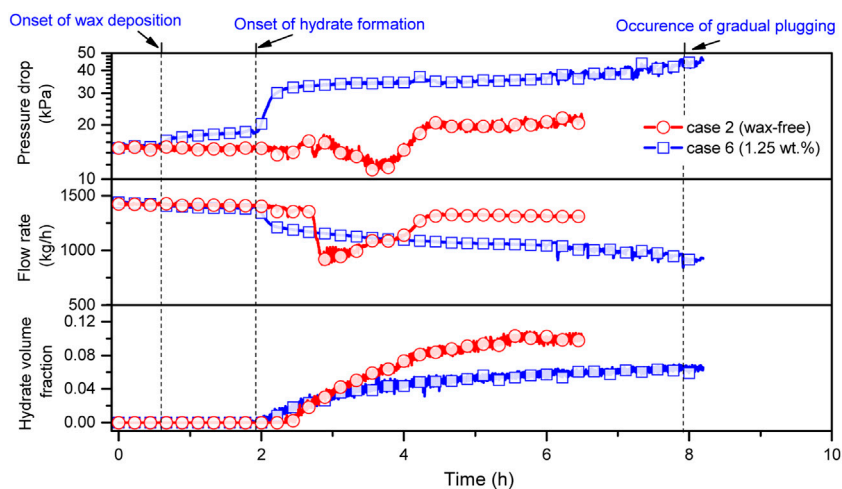 Onset of wax deposition
Onset of hydrate formation
Occurence of gradual plugging
Pressure drop
(kPa)
50
40
30
20
10
case 2 (wax-free)
case 6 (1.25 wt.%)
Flow rate
(kg/h)
1500
1000
500
Hydrate volume
fraction
0.12
0.08
0.04
0.00
0 2 4 6 8 10
Time (h)